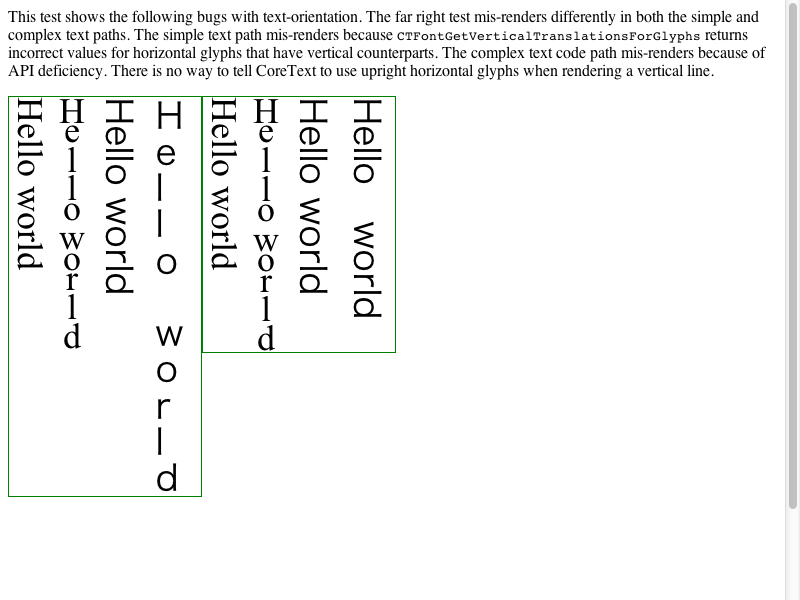 This test shows the following bugs with text-orientation. The far right test mis-renders differently in both the simple and
complex text paths. The simple text path mis-renders because CTFontGetVerticalTranslationsForGlyphs returns
incorrect values for horizontal glyphs that have vertical counterparts. The complex text code path mis-renders because of
API deficiency. There is no way to tell CoreText to use upright horizontal glyphs when rendering a vertical line.
Hello world
Hello world
Hello world
Hello world
Hello world
Hello world
Hello world
Hello world